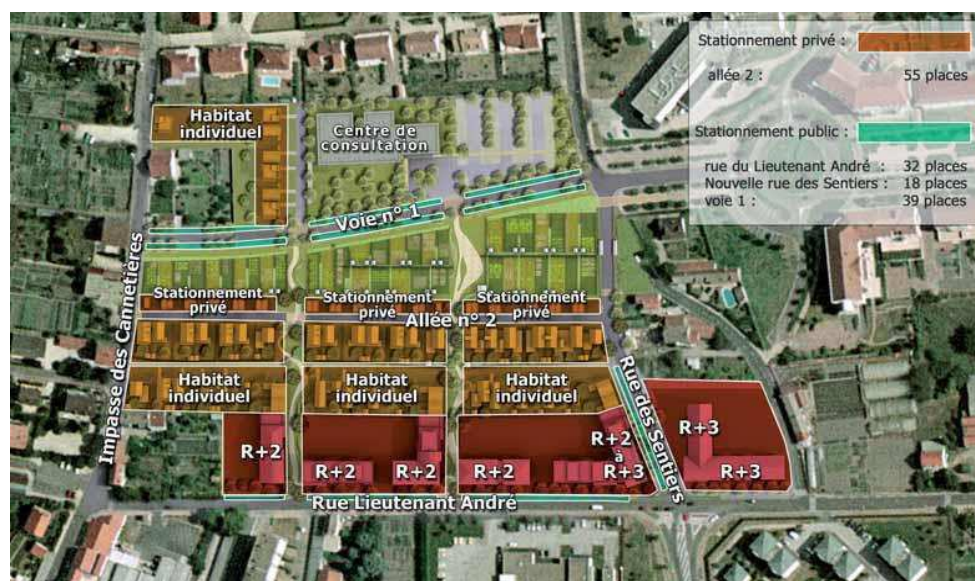 Stationnement privé :
allée 2 : 55 places
Stationnement public :
rue du Lieutenant André : 32 places
Nouvelle rue des Sentiers : 18 places
voie 1 : 39 places
Habitat
individuel
Centre de
consultation
Voie n° 1
Impasse des Cannetières
Stationnement
privé
Stationnement
privé
Stationnement
privé
Allée n° 2
Habitat
individuel
Habitat
individuel
Habitat
individuel
Rue des Sentiers
R+2
R+2
R+2
R+2
R+2
à
R+3
R+3
R+3
Rue Lieutenant André